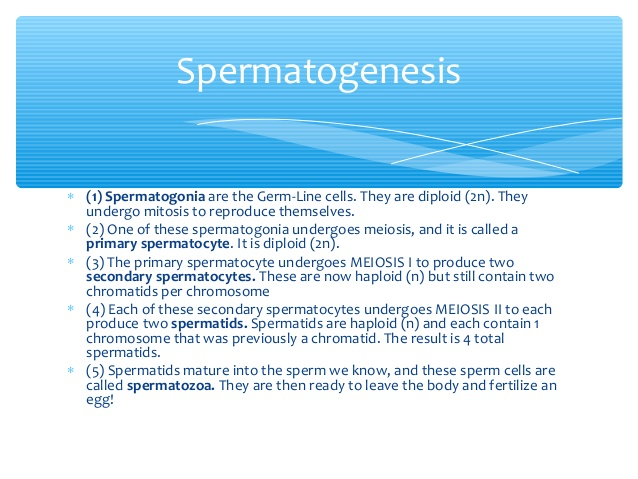 Spermatogenesis
* (1) Spermatogonia are the Germ-Line cells. They are diploid (2n). They
undergo mitosis to reproduce themselves.
* (2) One of these spermatogonia undergoes meiosis, and it is called a
primary spermatocyte. It is diploid (2n).
* (3) The primary spermatocyte undergoes MEIOSIS I to produce two
secondary spermatocytes. These are now haploid (n) but still contain two
chromatids per chromosome
* (4) Each of these secondary spermatocytes undergoes MEIOSIS II to each
produce two spermatids. Spermatids are haploid (n) and each contain 1
chromosome that was previously a chromatid. The result is 4 total
spermatids.
* (5) Spermatids mature into the sperm we know, and these sperm cells are
called spermatozoa. They are then ready to leave the body and fertilize an
egg!